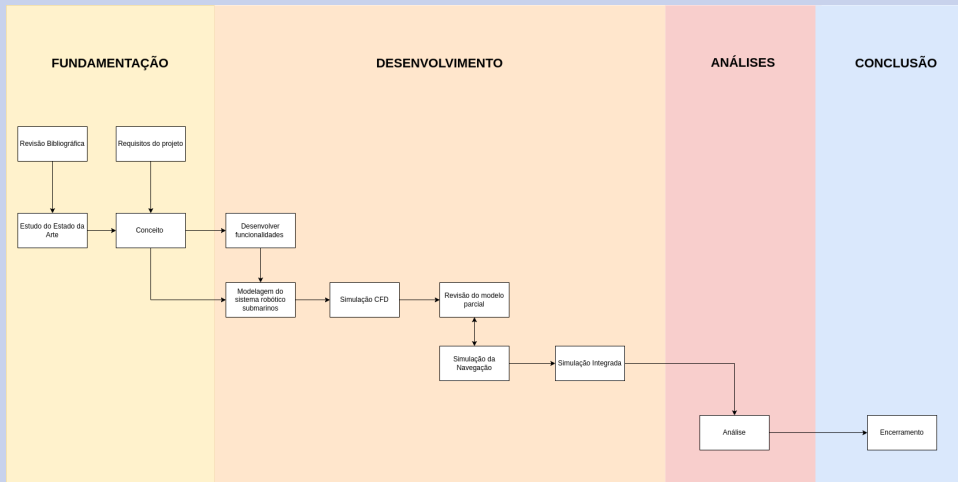 FUNDAMENTAÇÃO
DESENVOLVIMENTO
ANÁLISES
CONCLUSÃO
Revisão Bibliográfica
Requisitos do projeto
Estudo do Estado da
Arte
Conceito
Desenvolver
funcionalidades
Modelagem do
sistema robótico
submarinos
Simulação CFD
Revisão do modelo
parcial
Simulação da
Navegação
Simulação Integrada
Análise
Encerramento